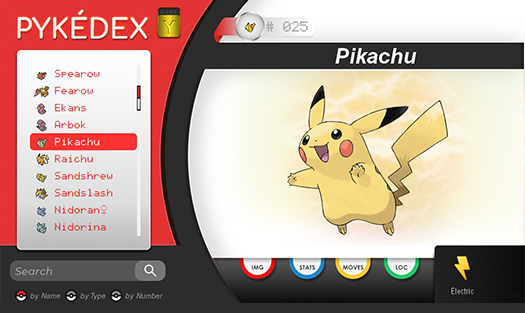 PYKÉDEX
GAME
Y
# 025
Pikachu
Spearow
Fearow
Ekans
Arbok
Pikachu
Raichu
Sandshrew
Sandslash
Nidoran♀
Nidorina
IMG
STATS
MOVES
LOC
Electric
Search
by Name
by Type
by Number